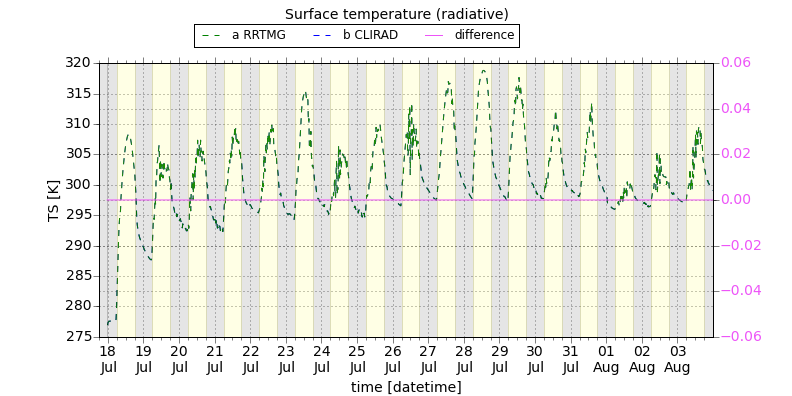 Surface temperature (radiative)
a RRTMG b CLIRAD difference
320
315
310
305
300
295
290
285
280
275
TS [K]
0.06
0.04
0.02
0.00
−0.02
−0.04
−0.06
18 19 20 21 22 23 24 25 26 27 28 29 30 31 01 02 03
Jul Jul Jul Jul Jul Jul Jul Jul Jul Jul Jul Jul Jul Jul Aug Aug Aug
time [datetime]